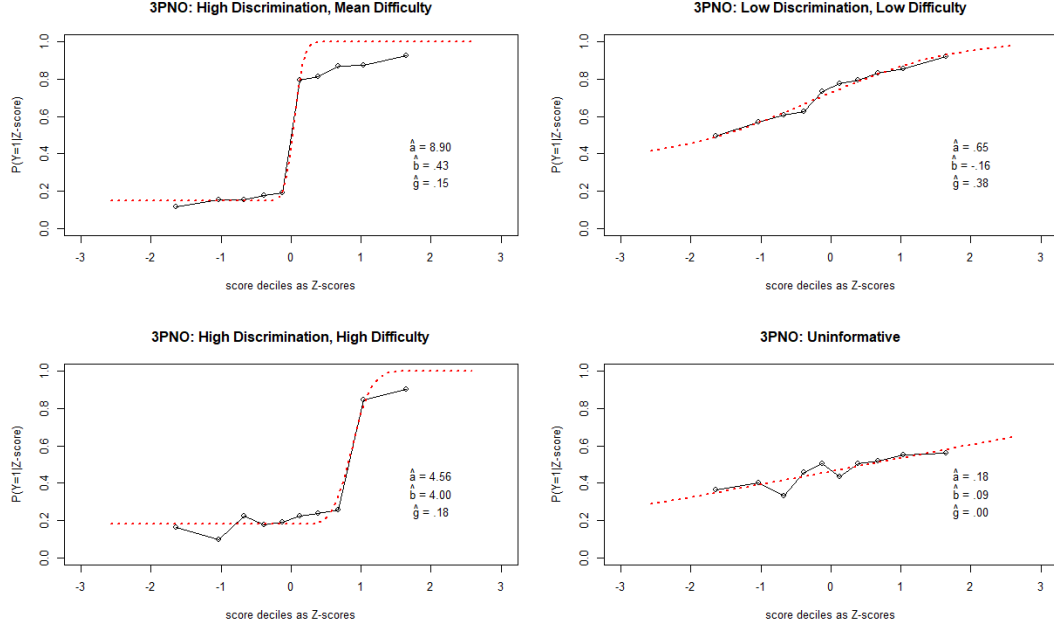 3PNO: High Discrimination, Mean Difficulty
P(Y=1|Z-score)
1.0
0.8
0.6
0.4
0.2
0.0
â = 8.90
b̂ = .43
ĝ = .15
-3 -2 -1 0 1 2 3
score deciles as Z-scores
3PNO: Low Discrimination, Low Difficulty
P(Y=1|Z-score)
1.0
0.8
0.6
0.4
0.2
0.0
â = .65
b̂ = -.16
ĝ = .38
-3 -2 -1 0 1 2 3
score deciles as Z-scores
3PNO: High Discrimination, High Difficulty
P(Y=1|Z-score)
1.0
0.8
0.6
0.4
0.2
0.0
â = 4.56
b̂ = 4.00
ĝ = .18
-3 -2 -1 0 1 2 3
score deciles as Z-scores
3PNO: Uninformative
P(Y=1|Z-score)
1.0
0.8
0.6
0.4
0.2
0.0
â = .18
b̂ = .09
ĝ = .00
-3 -2 -1 0 1 2 3
score deciles as Z-scores